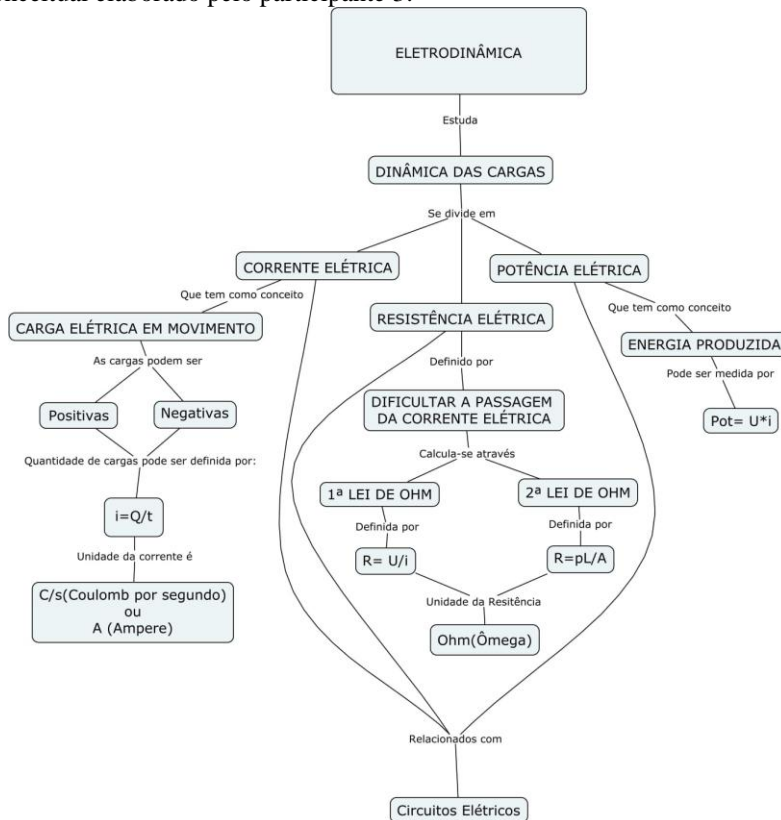 conceitual elaborado pelo participante 3.
ELETRODINÂMICA
Estuda
DINÂMICA DAS CARGAS
Se divide em
CORRENTE ELÉTRICA
POTÊNCIA ELÉTRICA
Que tem como conceito
Que tem como conceito
CARGA ELÉTRICA EM MOVIMENTO
RESISTÊNCIA ELÉTRICA
ENERGIA PRODUZIDA
As cargas podem ser
Definido por
Pode ser medida por
Positivas
Negativas
DIFICULTAR A PASSAGEM
DA CORRENTE ELÉTRICA
Pot= U*i
Quantidade de cargas pode ser definida por:
Calcula-se através
i=Q/t
1ª LEI DE OHM
2ª LEI DE OHM
Definida por
Definida por
Unidade da corrente é
R= U/i
R=pL/A
C/s(Coulomb por segundo)
ou
A (Ampere)
Unidade da Resitência
Ohm(Ômega)
Relacionados com
Circuitos Elétricos